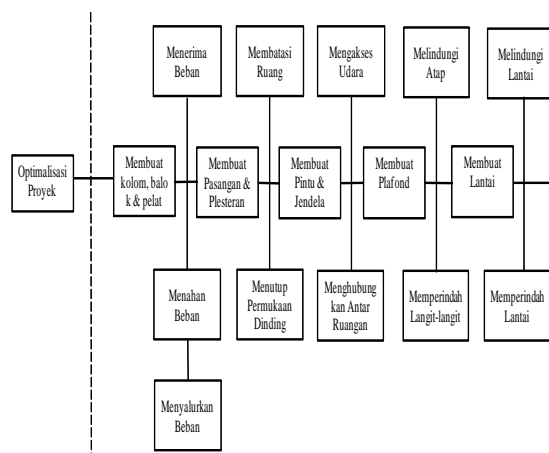 Menerima
Beban
Membatasi
Ruang
Mengakses
Udara
Melindungi
Atap
Melindungi
Lantai
Optimalisasi
Proyek
Membuat
kolom, balo
k & pelat
Membuat
Pasangan &
Plesteran
Membuat
Pintu &
Jendela
Membuat
Plafond
Membuat
Lantai
Menahan
Beban
Menutup
Permukaan
Dinding
Menghubung
kan Antar
Ruangan
Memperindah
Langit-langit
Memperindah
Lantai
Menyalurkan
Beban